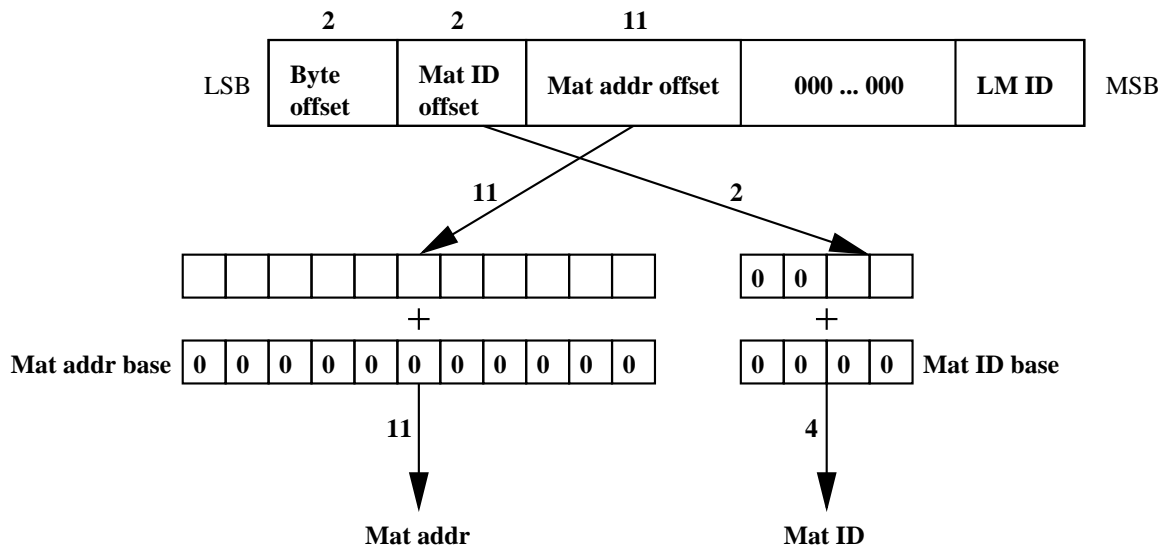 2 2 11
LSB Byte offset Mat ID offset Mat addr offset 000 ... 000 LM ID MSB
11 2
0 0
+ +
Mat addr base 0 0 0 0 0 0 0 0 0 0 0 0 0 0 0 Mat ID base
11 4
Mat addr Mat ID